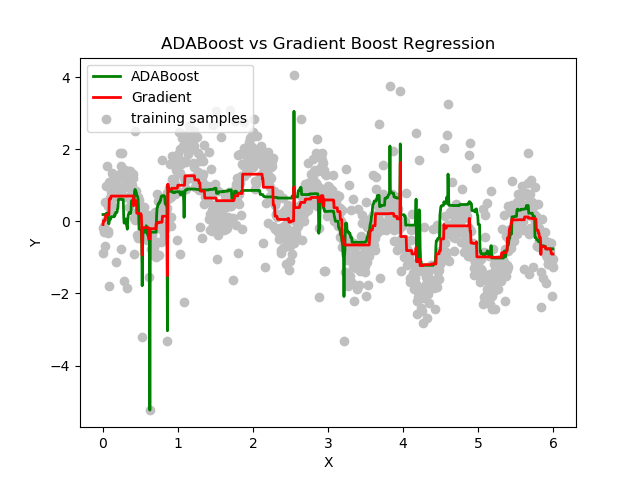 ADABoost vs Gradient Boost Regression
ADABoost
Gradient
training samples
Y
4
2
0
−2
−4
0 1 2 3 4 5 6
X